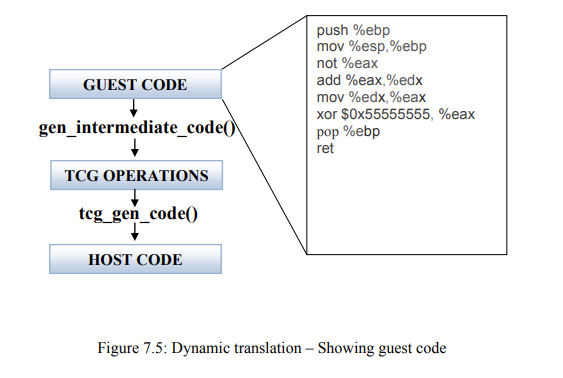 GUEST CODE
gen_intermediate_code()
TCG OPERATIONS
tcg_gen_code()
HOST CODE
push %ebp
mov %esp,%ebp
not %eax
add %eax,%edx
mov %edx,%eax
xor $0x55555555, %eax
pop %ebp
ret
Figure 7.5: Dynamic translation – Showing guest code